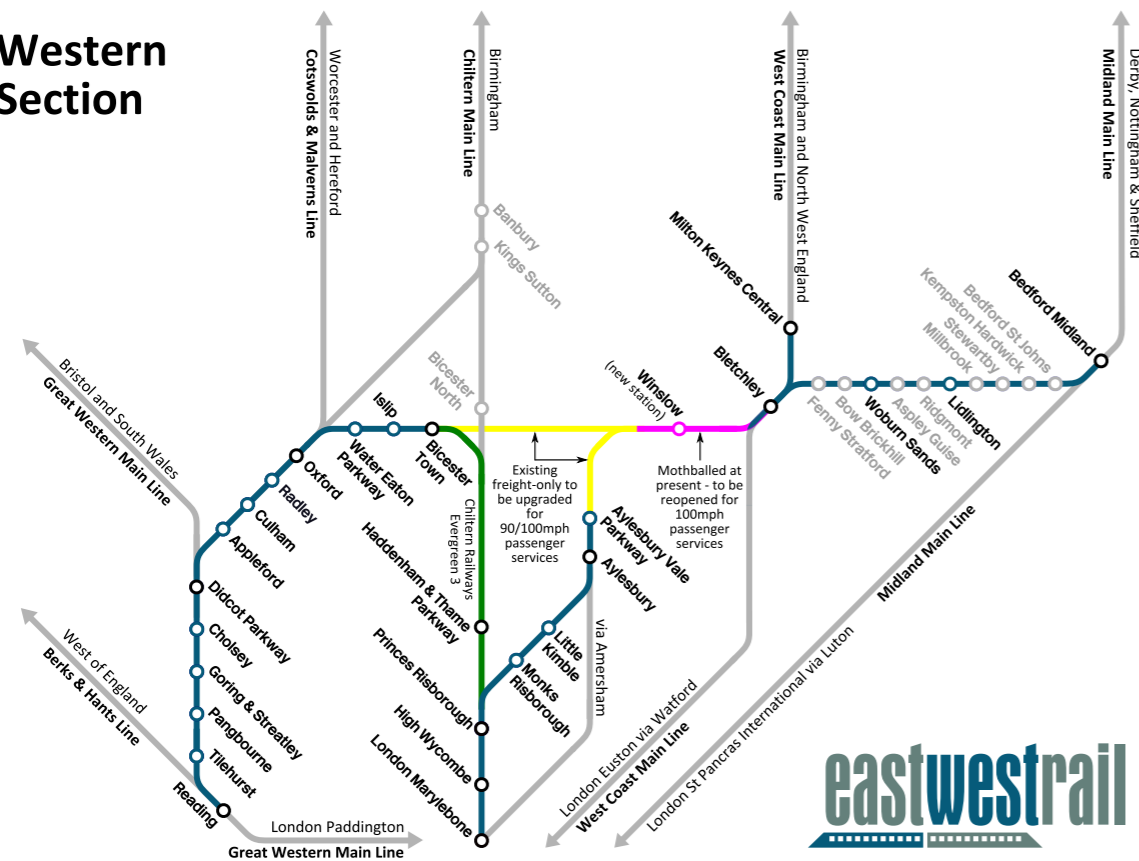 Western
Section
Worcester and Hereford
Cotswolds & Malverns Line
Birmingham
Chiltern Main Line
Birmingham and North West England
West Coast Main Line
Derby, Nottingham & Sheffield
Midland Main Line
Banbury
Kings Sutton
Bicester
North
Milton Keynes Central
Bletchley
Winslow
(new station)
Bedford Midland
Bedford St Johns
Kempston Hardwick
Stewartby
Millbrook
Lidlington
Ridgmont
Aspley Guise
Woburn Sands
Bow Brickhill
Fenny Stratford
Bristol and South Wales
Great Western Main Line
Islip
Water Eaton
Parkway
Bicester
Town
Oxford
Radley
Culham
Appleford
Didcot Parkway
Cholsey
Goring & Streatley
Pangbourne
Tilehurst
Reading
West of England
Berks & Hants Line
London Paddington
Great Western Main Line
Existing
freight-only to
be upgraded
for
90/100mph
passenger
services
Mothballed at
present - to be
reopened for
100mph
passenger
services
Chiltern Railways
Evergreen 3
Haddenham & Thame
Parkway
Princes Risborough
High Wycombe
London Marylebone
Aylesbury Vale
Parkway
Aylesbury
Little
Kimble
Monks
Risborough
via Amersham
London Euston via Watford
West Coast Main Line
London St Pancras International via Luton
Midland Main Line
eastwestrail